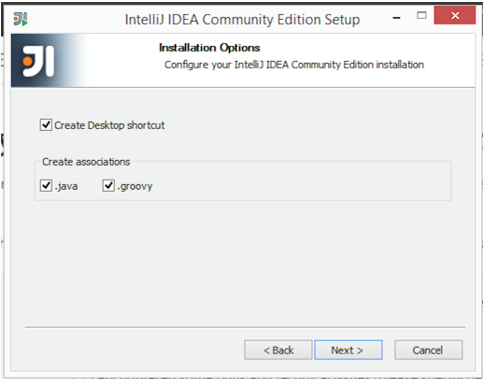 IntelliJ IDEA Community Edition Setup
Installation Options
Configure your IntelliJ IDEA Community Edition installation
JI
Create Desktop shortcut
Create associations
.java .groovy
< Back Next > Cancel